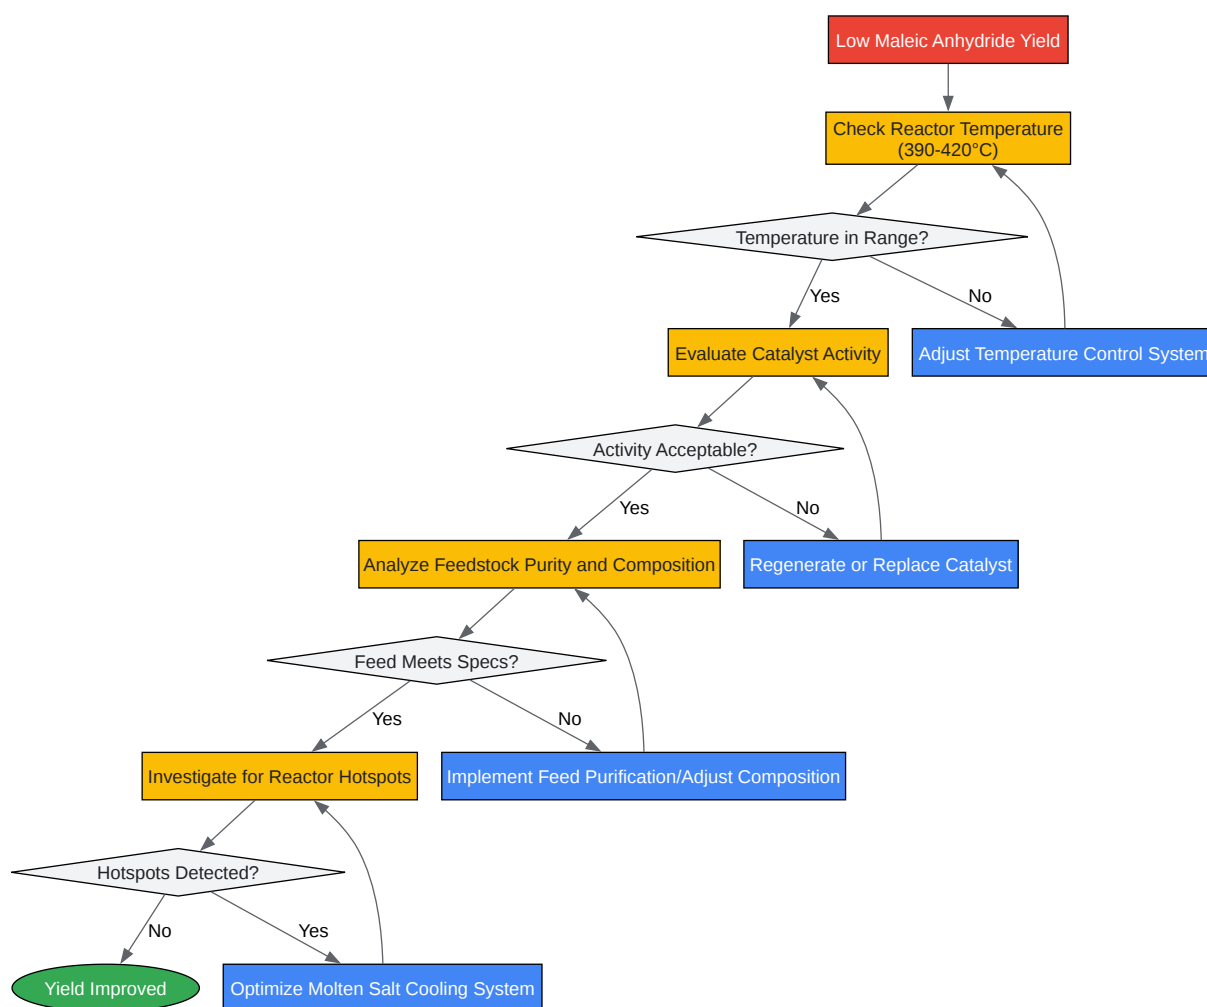 Low Maleic Anhydride Yield
Check Reactor Temperature
(390-420°C)
Temperature in Range?
Yes
No
Evaluate Catalyst Activity
Adjust Temperature Control System
Activity Acceptable?
Yes
No
Analyze Feedstock Purity and Composition
Regenerate or Replace Catalyst
Feed Meets Specs?
Yes
No
Investigate for Reactor Hotspots
Implement Feed Purification/Adjust Composition
Hotspots Detected?
No
Yes
Yield Improved
Optimize Molten Salt Cooling System